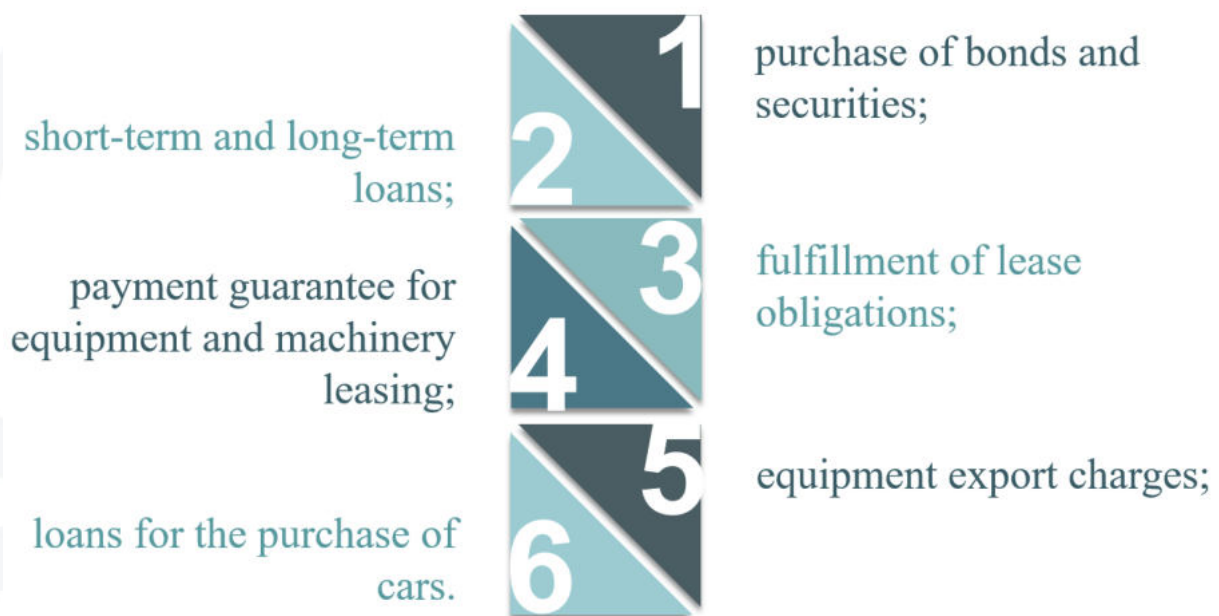 1
purchase of bonds and
securities;
2
short-term and long-term
loans;
3
fulfillment of lease
obligations;
4
payment guarantee for
equipment and machinery
leasing;
5
equipment export charges;
6
loans for the purchase of
cars.